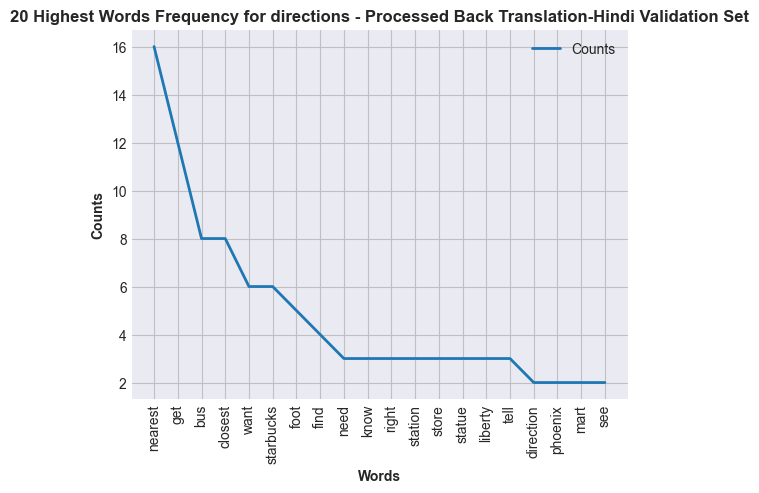 20 Highest Words Frequency for directions - Processed Back Translation-Hindi Validation Set
Counts
16
14
12
10
8
6
4
2
Counts
nearest
get
bus
closest
want
starbucks
foot
find
need
know
right
station
store
statue
liberty
tell
direction
phoenix
mart
see
Words